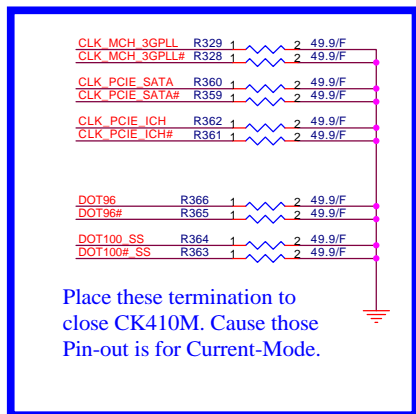 CLK_MCH_3GPLL R329 1 2 49.9/F
CLK_MCH_3GPLL# R328 1 2 49.9/F
CLK_PCIE_SATA R360 1 2 49.9/F
CLK_PCIE_SATA# R359 1 2 49.9/F
CLK_PCIE_ICH R362 1 2 49.9/F
CLK_PCIE_ICH# R361 1 2 49.9/F
DOT96 R366 1 2 49.9/F
DOT96# R365 1 2 49.9/F
DOT100_SS R364 1 2 49.9/F
DOT100#_SS R363 1 2 49.9/F
Place these termination to
close CK410M. Cause those
Pin-out is for Current-Mode.